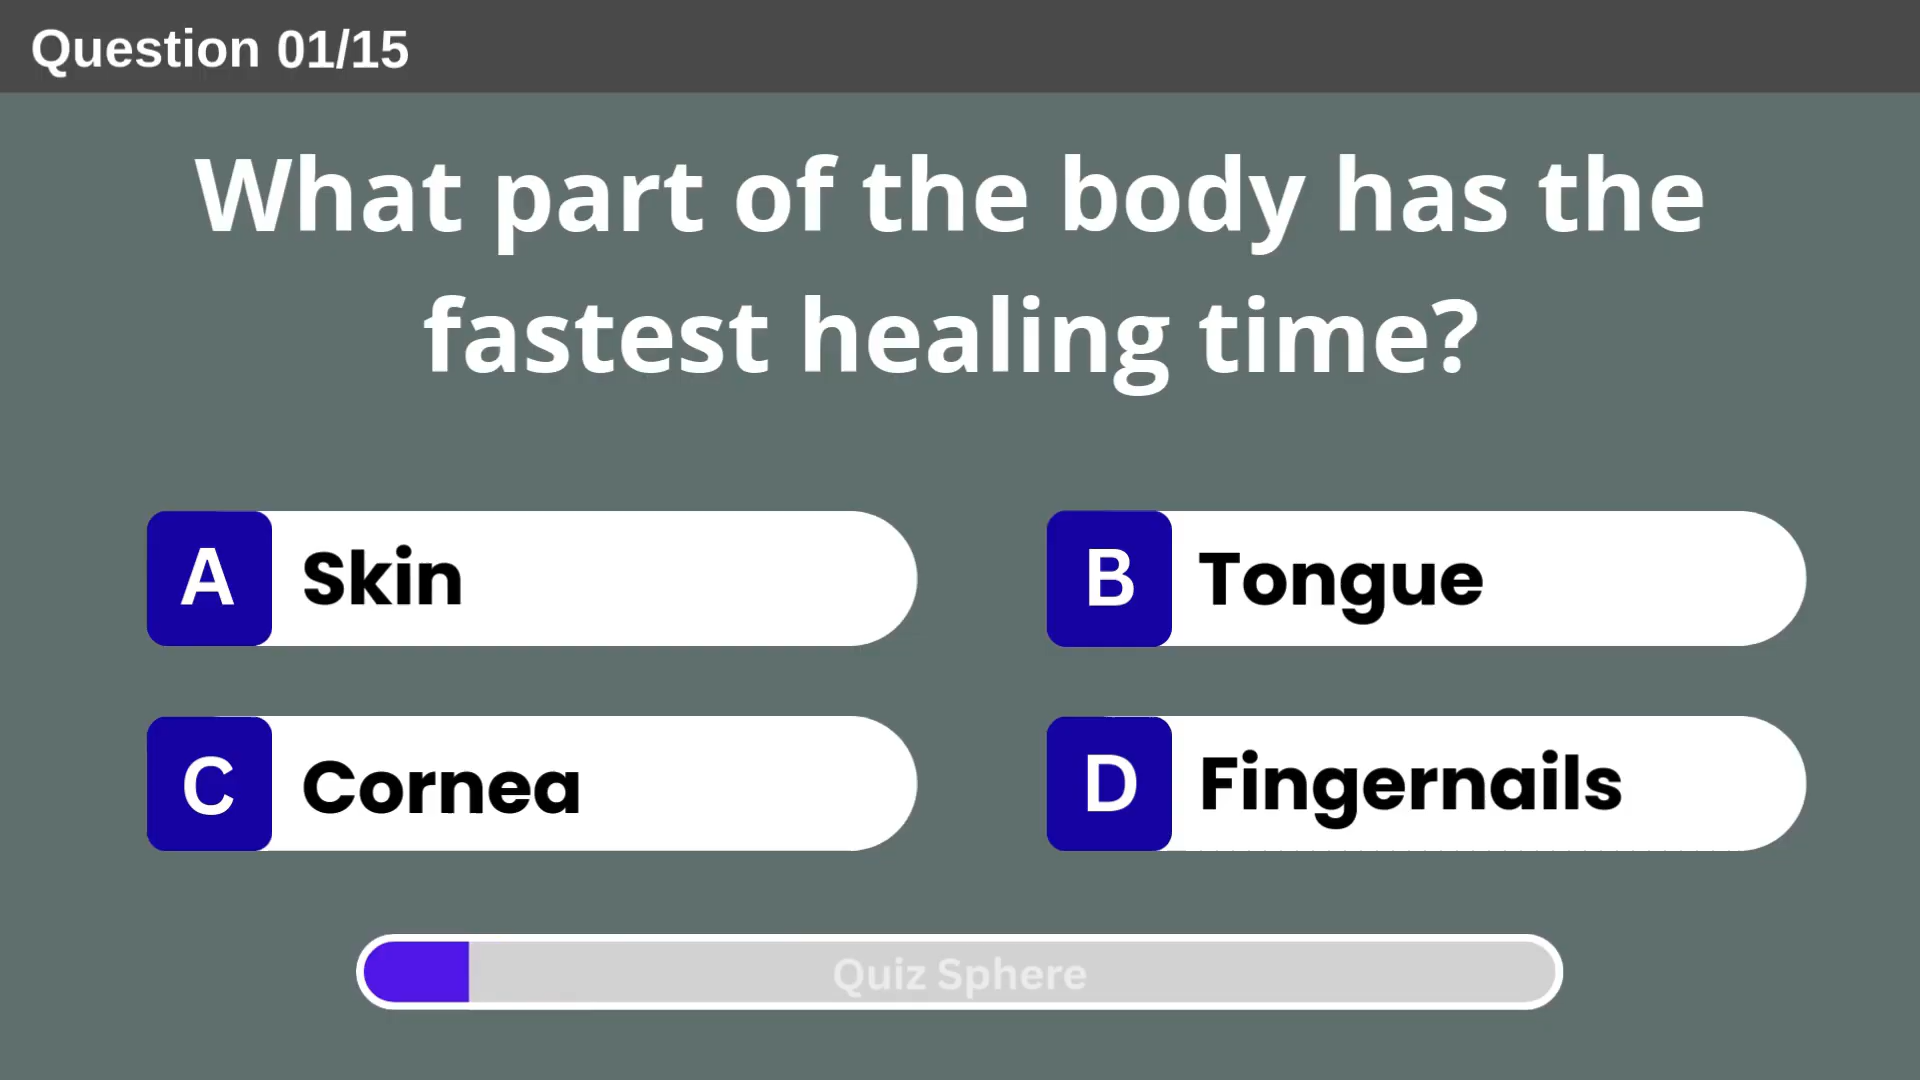 Question 01/15
What part of the body has the
fastest healing time?
A Skin
B Tongue
C Cornea
D Fingernails
Quiz Sphere